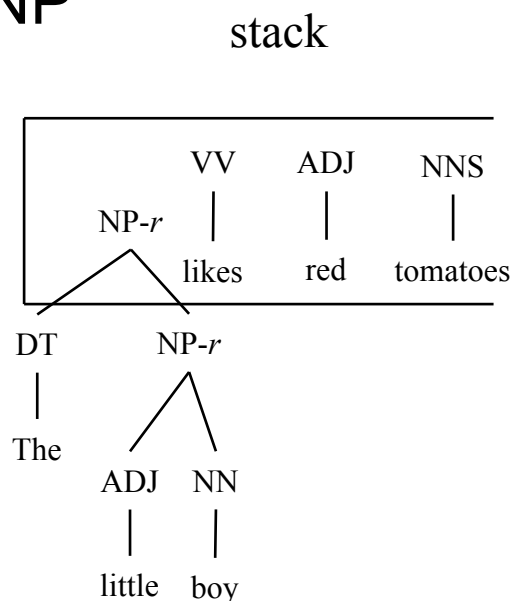 NP
stack
VV ADJ NNS
NP-r
likes red tomatoes
DT NP-r
The
ADJ NN
little boy